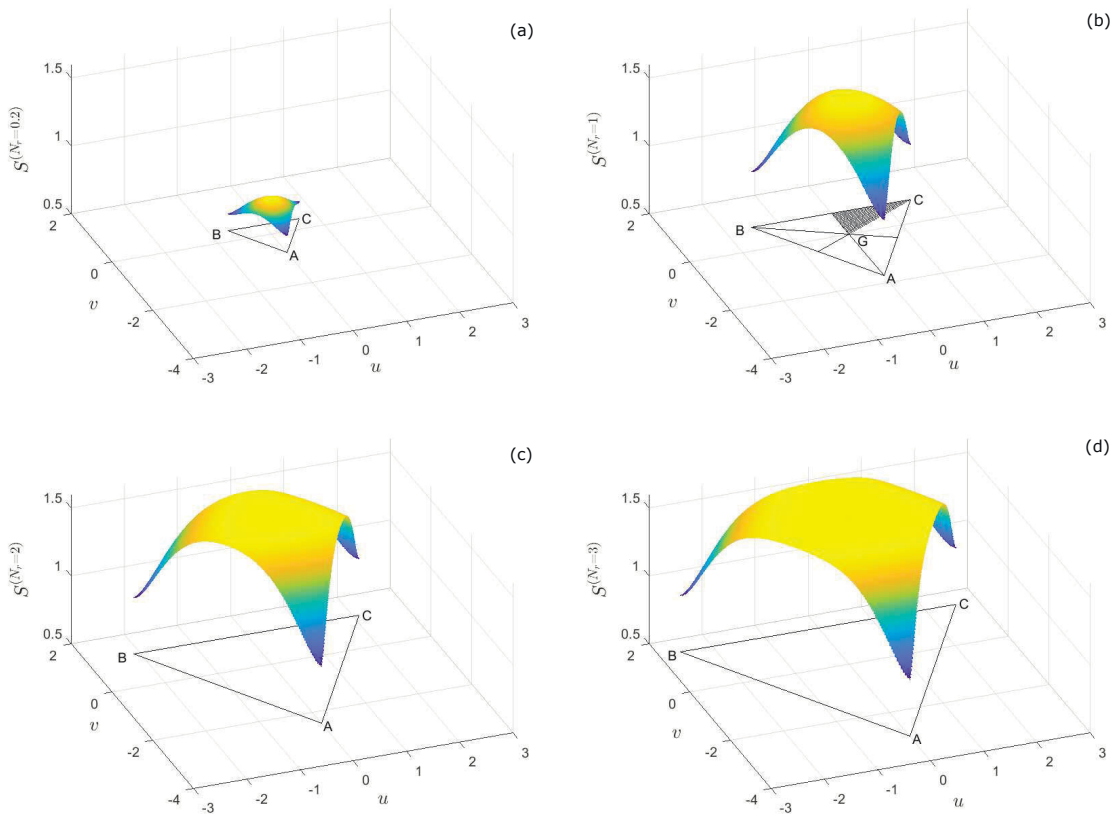 (a)
1.5
1
0.5
S^{(N_r=0.2)}
2
0
-2
-4
v
-3
-2
-1
0
1
2
3
u
B
C
A
(b)
1.5
1
0.5
S^{(N_r=1)}
2
0
-2
-4
v
-3
-2
-1
0
1
2
3
u
B
C
G
A
(c)
1.5
1
0.5
S^{(N_r=2)}
2
0
-2
-4
v
-3
-2
-1
0
1
2
3
u
B
C
A
(d)
1.5
1
0.5
S^{(N_r=3)}
2
0
-2
-4
v
-3
-2
-1
0
1
2
3
u
B
C
A